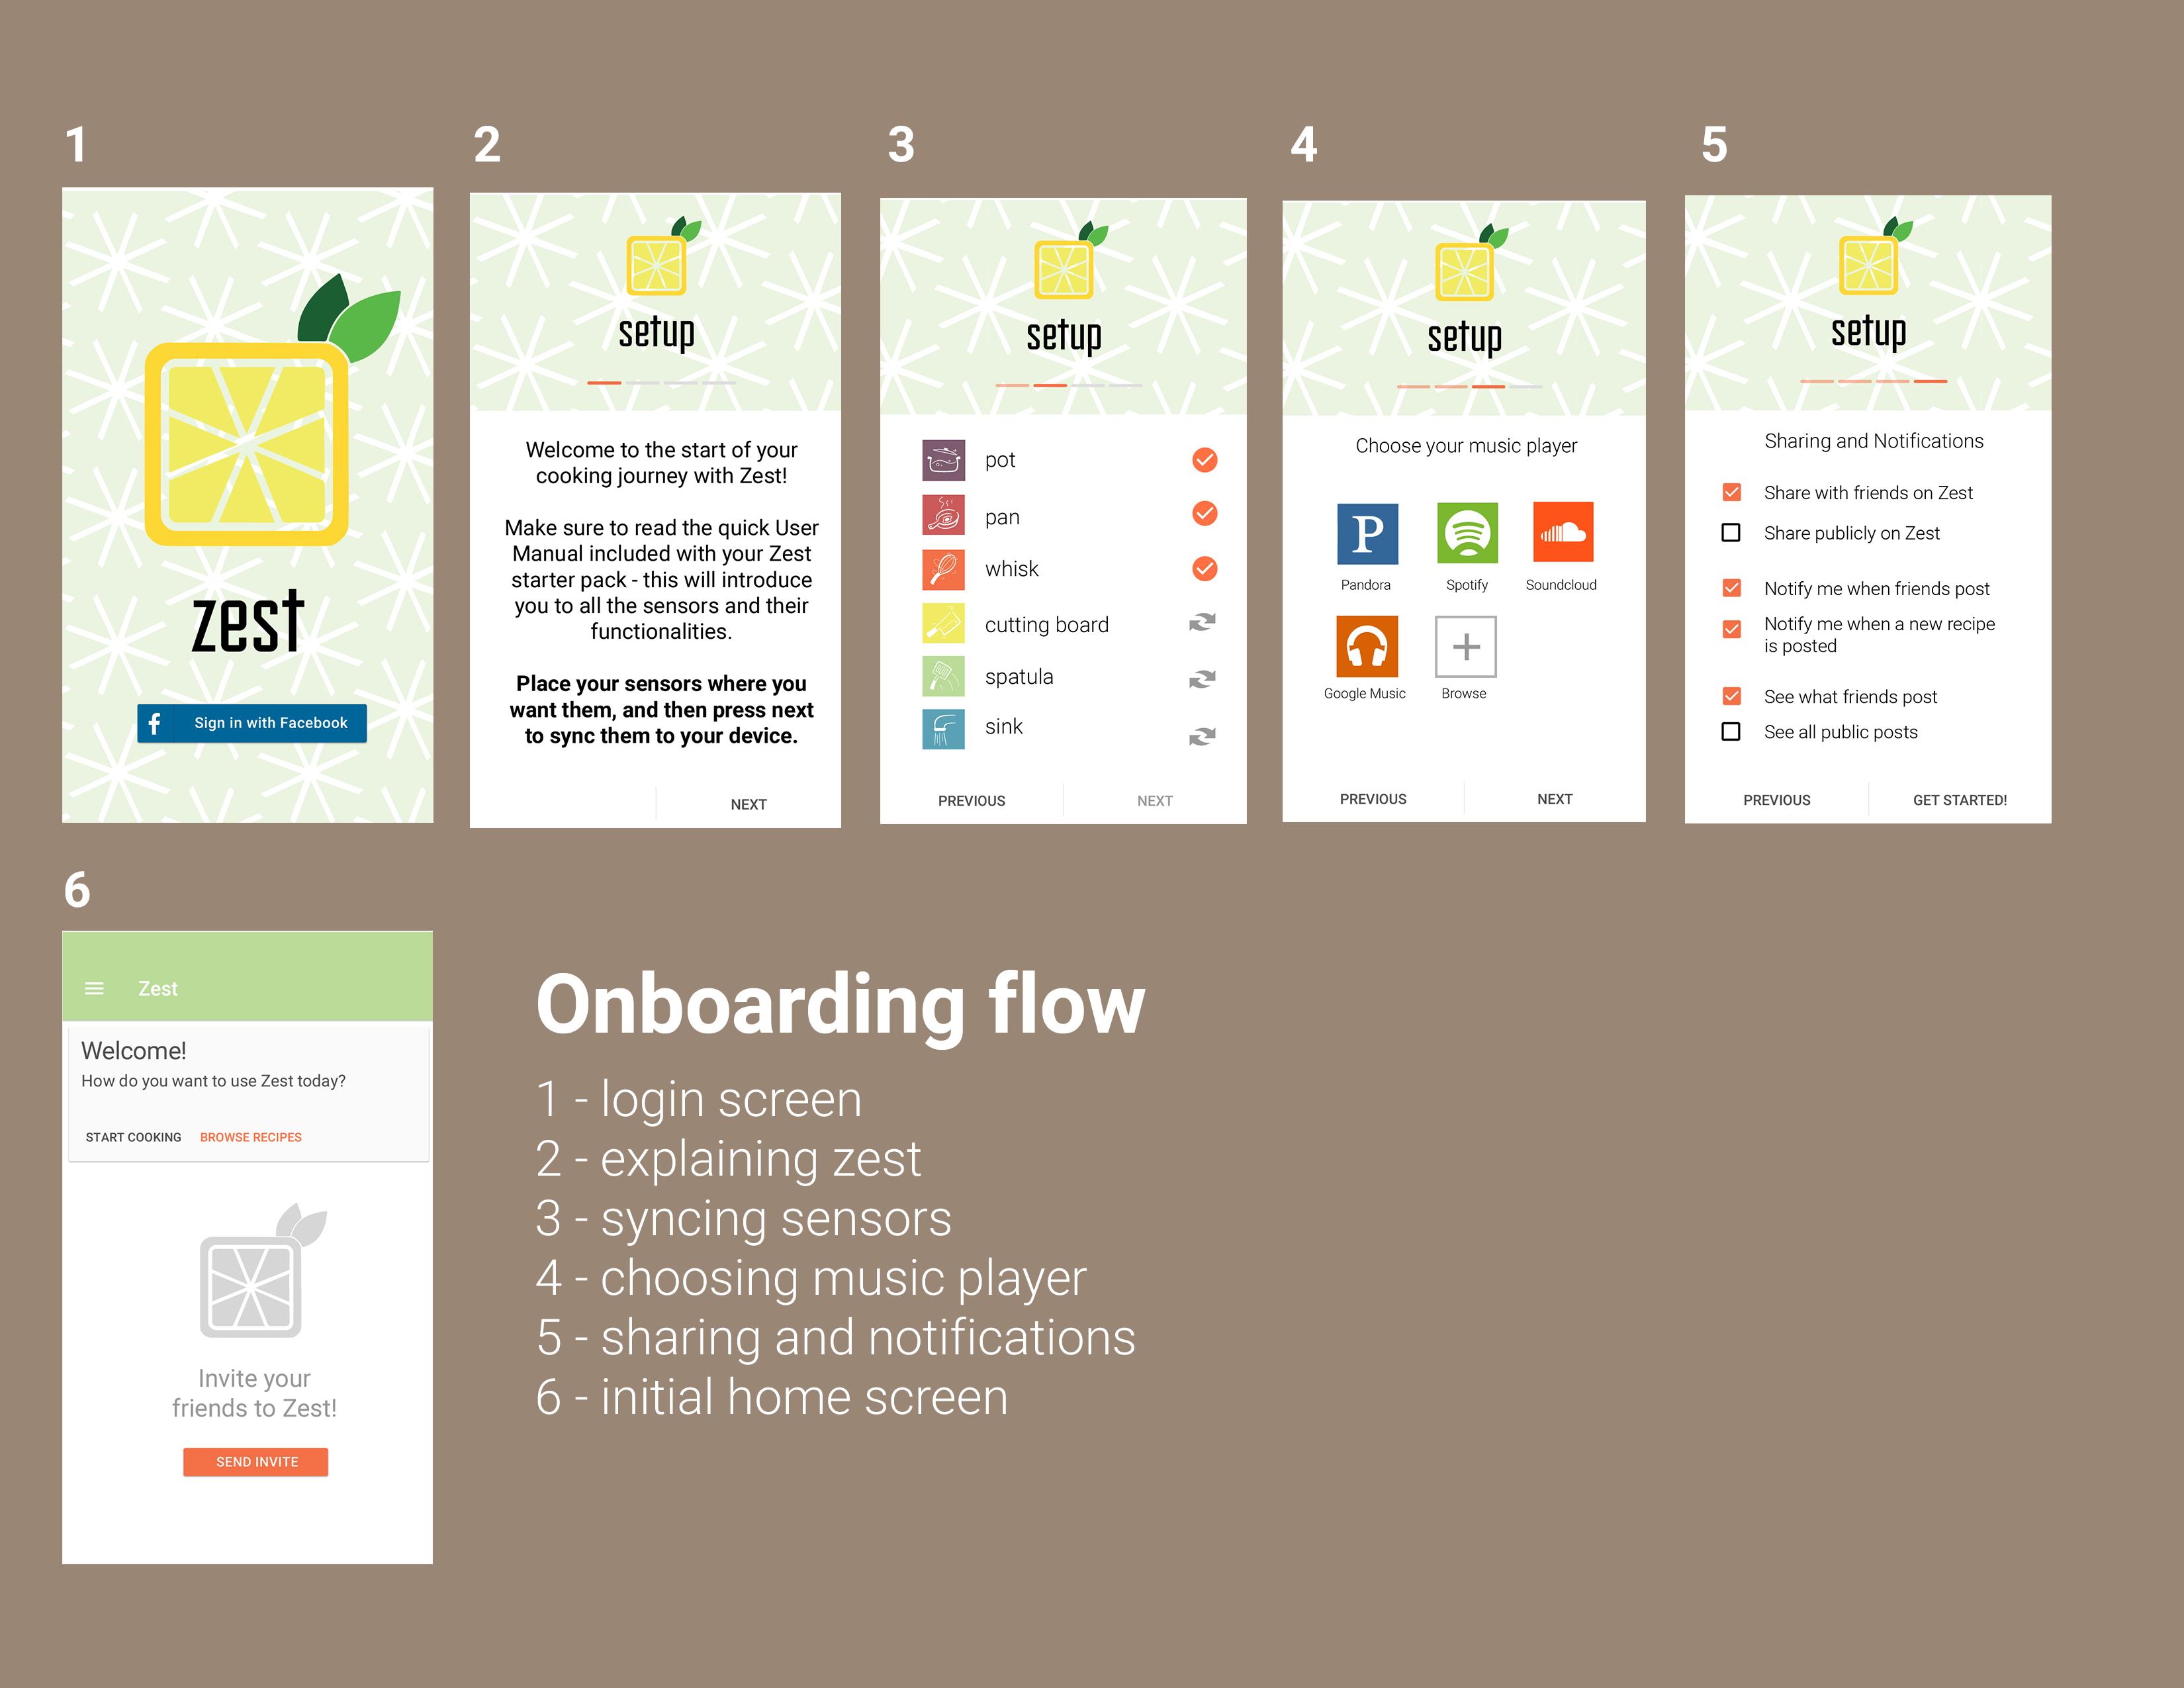 1
zest
f Sign in with Facebook
2
setup
Welcome to the start of your
cooking journey with Zest!
Make sure to read the quick User
Manual included with your Zest
starter pack - this will introduce
you to all the sensors and their
functionalities.
Place your sensors where you
want them, and then press next
to sync them to your device.
NEXT
3
setup
pot
pan
whisk
cutting board
spatula
sink
PREVIOUS NEXT
4
setup
Choose your music player
P
Pandora Spotify Soundcloud
Google Music Browse
PREVIOUS NEXT
5
setup
Sharing and Notifications
Share with friends on Zest
Share publicly on Zest
Notify me when friends post
Notify me when a new recipe
is posted
See what friends post
See all public posts
PREVIOUS GET STARTED!
6
Zest
Welcome!
How do you want to use Zest today?
START COOKING BROWSE RECIPES
Invite your
friends to Zest!
SEND INVITE
Onboarding flow
1 - login screen
2 - explaining zest
3 - syncing sensors
4 - choosing music player
5 - sharing and notifications
6 - initial home screen